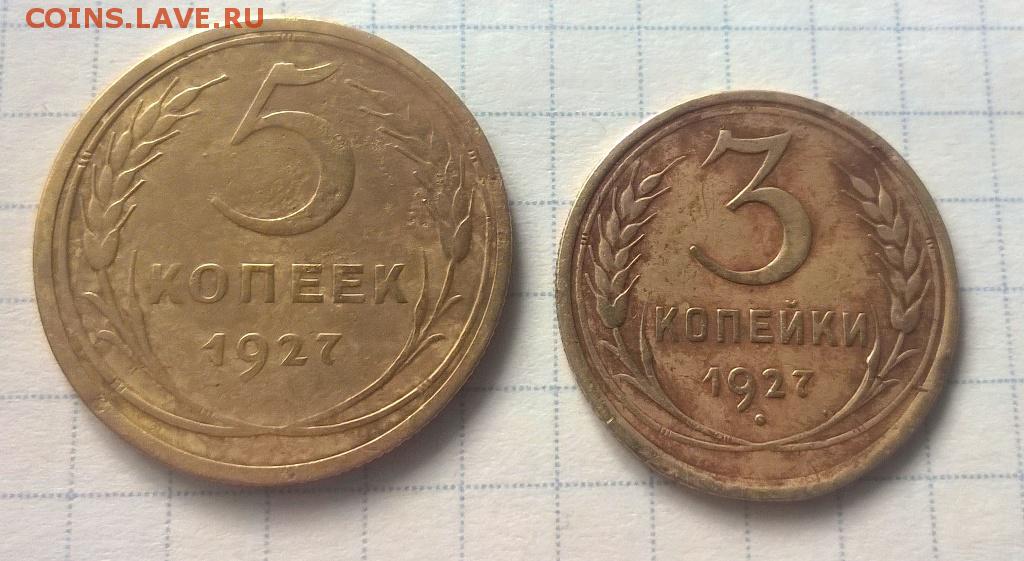 COINS.LAVE.RU
5
КОПЕЕК
1927
3
КОПЕЙКИ
1927